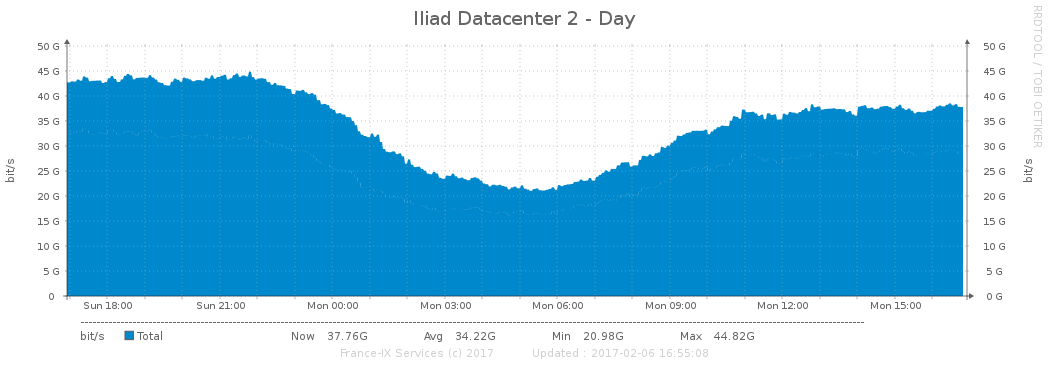 Iliad Datacenter 2 - Day
RRDTOOL / TOBI OETIKER
50 G 50 G
45 G 45 G
40 G 40 G
35 G 35 G
30 G 30 G
25 G 25 G
20 G 20 G
15 G 15 G
10 G 10 G
5 G 5 G
0 0 G
bit/s bit/s
Sun 18:00 Sun 21:00 Mon 00:00 Mon 03:00 Mon 06:00 Mon 09:00 Mon 12:00 Mon 15:00
bit/s Total Now 37.76G Avg 34.22G Min 20.98G Max 44.82G
France-IX Services (c) 2017 Updated : 2017-02-06 16:55:08